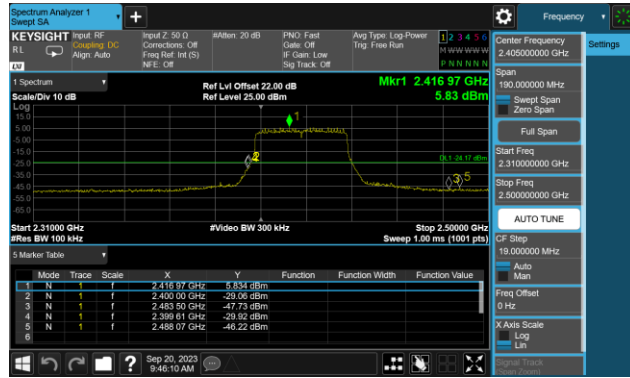 Spectrum Analyzer 1
Swept SA
+
Frequency
KEYSIGHT
RL
LXI
Input: RF
Coupling: DC
Align: Auto
Input Z: 50 Ω
Corrections: Off
Freq Ref: Int (S)
NFE: Off
#Atten: 20 dB
PNO: Fast
Gate: Off
IF Gain: Low
Sig Track: Off
Avg Type: Log-Power
Trig: Free Run
1 2 3 4 5 6
M W W W W W
P N N N N N
Center Frequency
2.405000000 GHz
Settings
1 Spectrum
Scale/Div 10 dB
Log
Ref Lvl Offset 22.00 dB
Ref Level 25.00 dBm
Mkr1 2.416 97 GHz
5.83 dBm
Span
190.000000 MHz
Swept Span
Zero Span
Full Span
Start Freq
2.310000000 GHz
Stop Freq
2.500000000 GHz
AUTO TUNE
CF Step
19.000000 MHz
Auto
Man
Freq Offset
0 Hz
X Axis Scale
Log
Lin
Signal Track
(Span Zoom)
15.0
5.00
-5.00
-15.0
-25.0
-35.0
-45.0
-55.0
-65.0
1
2
3
5
DL1 -24.17 dBm
Start 2.31000 GHz
#Res BW 100 kHz
#Video BW 300 kHz
Stop 2.50000 GHz
Sweep 1.00 ms (1001 pts)
5 Marker Table
Mode Trace Scale X Y Function Function Width Function Value
1 N 1 f 2.416 97 GHz 5.834 dBm
2 N 1 f 2.400 00 GHz -29.06 dBm
3 N 1 f 2.483 50 GHz -47.73 dBm
4 N 1 f 2.399 61 GHz -29.92 dBm
5 N 1 f 2.488 07 GHz -46.22 dBm
6
?
Sep 20, 2023
9:46:10 AM